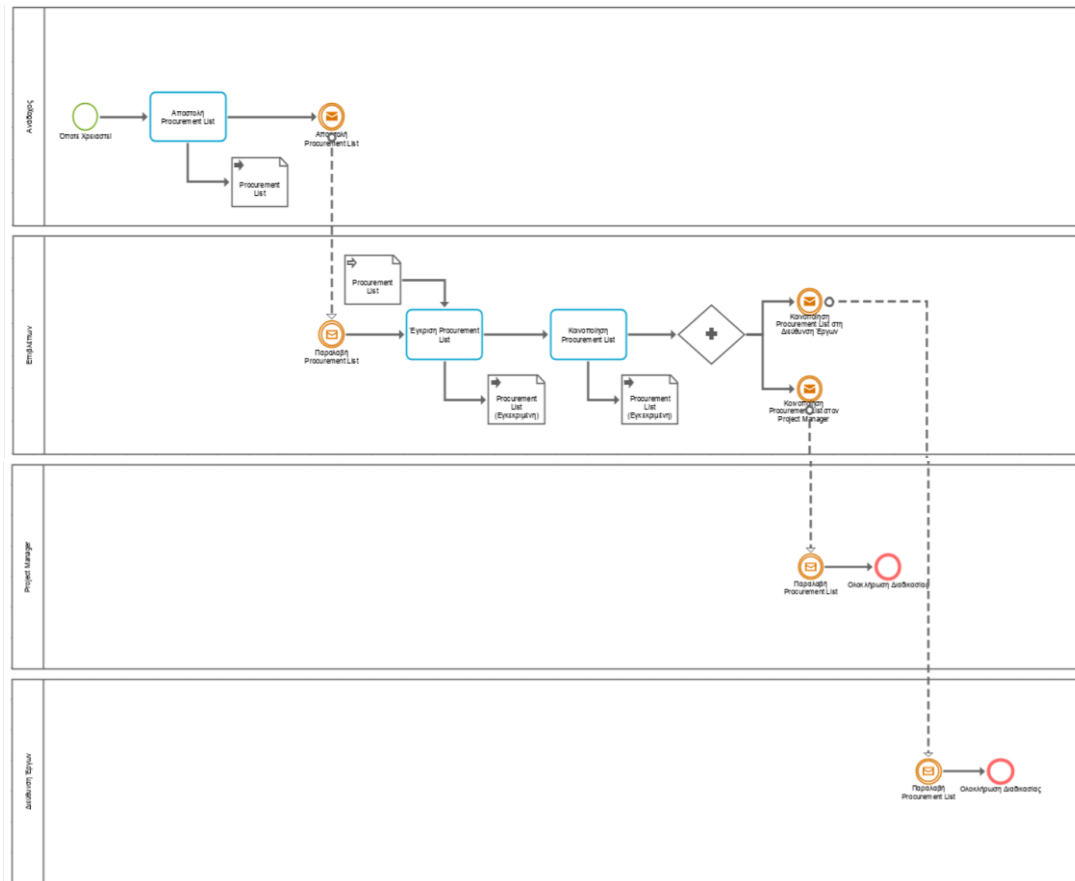 Ανάδοχος
Όποτε Χρειαστεί
Αποστολή
Procurement List
Αποστολή
Procurement List
Procurement
List
Επιβλέπων
Procurement
List
Παραλαβή
Procurement List
Έγκριση Procurement
List
Κοινοποίηση
Procurement List
Procurement
List
(Εγκεκριμένη)
Procurement
List
(Εγκεκριμένη)
Κοινοποίηση
Procurement List στη
Διεύθυνση Έργων
Κοινοποίηση
Procurement List στον
Project Manager
Project Manager
Παραλαβή
Procurement List
Ολοκλήρωση Διαδικασίας
Διεύθυνση Έργων
Παραλαβή
Procurement List
Ολοκλήρωση Διαδικασίας